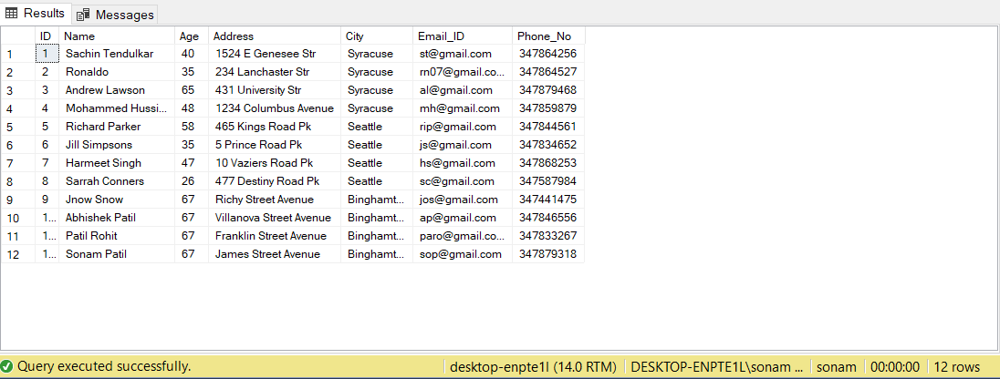 Results Messages
ID Name Age Address City Email_ID Phone_No
1 1 Sachin Tendulkar 40 1524 E Genesee Str Syracuse st@gmail.com 347864256
2 2 Ronaldo 35 234 Lanchaster Str Syracuse rn07@gmail.co... 347864527
3 3 Andrew Lawson 65 431 University Str Syracuse al@gmail.com 347879468
4 4 Mohammed Hussi... 48 1234 Columbus Avenue Syracuse mh@gmail.com 347859879
5 5 Richard Parker 58 465 Kings Road Pk Seattle rip@gmail.com 347844561
6 6 Jill Simpsons 35 5 Prince Road Pk Seattle js@gmail.com 347834652
7 7 Harmeet Singh 47 10 Vaziers Road Pk Seattle hs@gmail.com 347868253
8 8 Sarrah Conners 26 477 Destiny Road Pk Seattle sc@gmail.com 347587984
9 9 Jnow Snow 67 Richy Street Avenue Binghamt... jos@gmail.com 347441475
10 1... Abhishek Patil 67 Villanova Street Avenue Binghamt... ap@gmail.com 347846556
11 1... Patil Rohit 67 Franklin Street Avenue Binghamt... paro@gmail.co... 347833267
12 1... Sonam Patil 67 James Street Avenue Binghamt... sop@gmail.com 347879318
Query executed successfully. desktop-enpte1l (14.0 RTM) DESKTOP-ENPTE1L\sonam ... sonam 00:00:00 12 rows